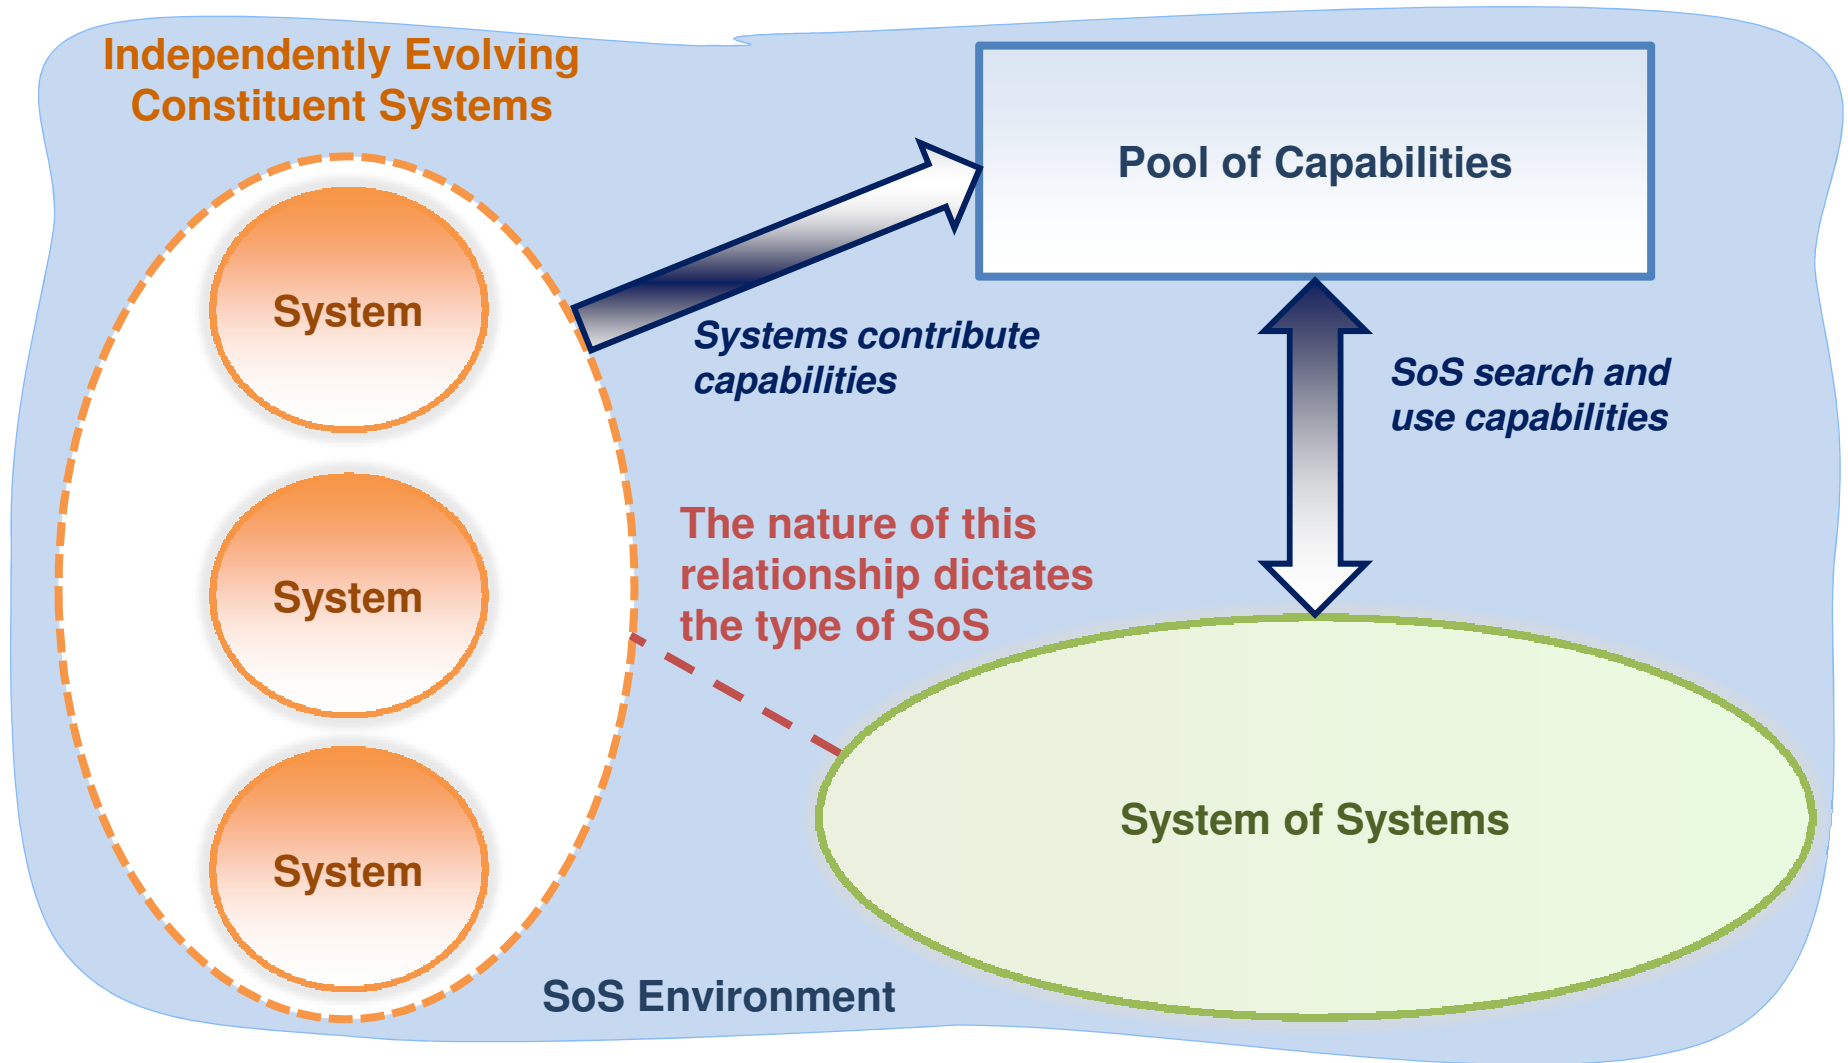 Independently Evolving
Constituent Systems
Pool of Capabilities
System
Systems contribute
capabilities
SoS search and
use capabilities
The nature of this
relationship dictates
the type of SoS
System
System of Systems
System
SoS Environment